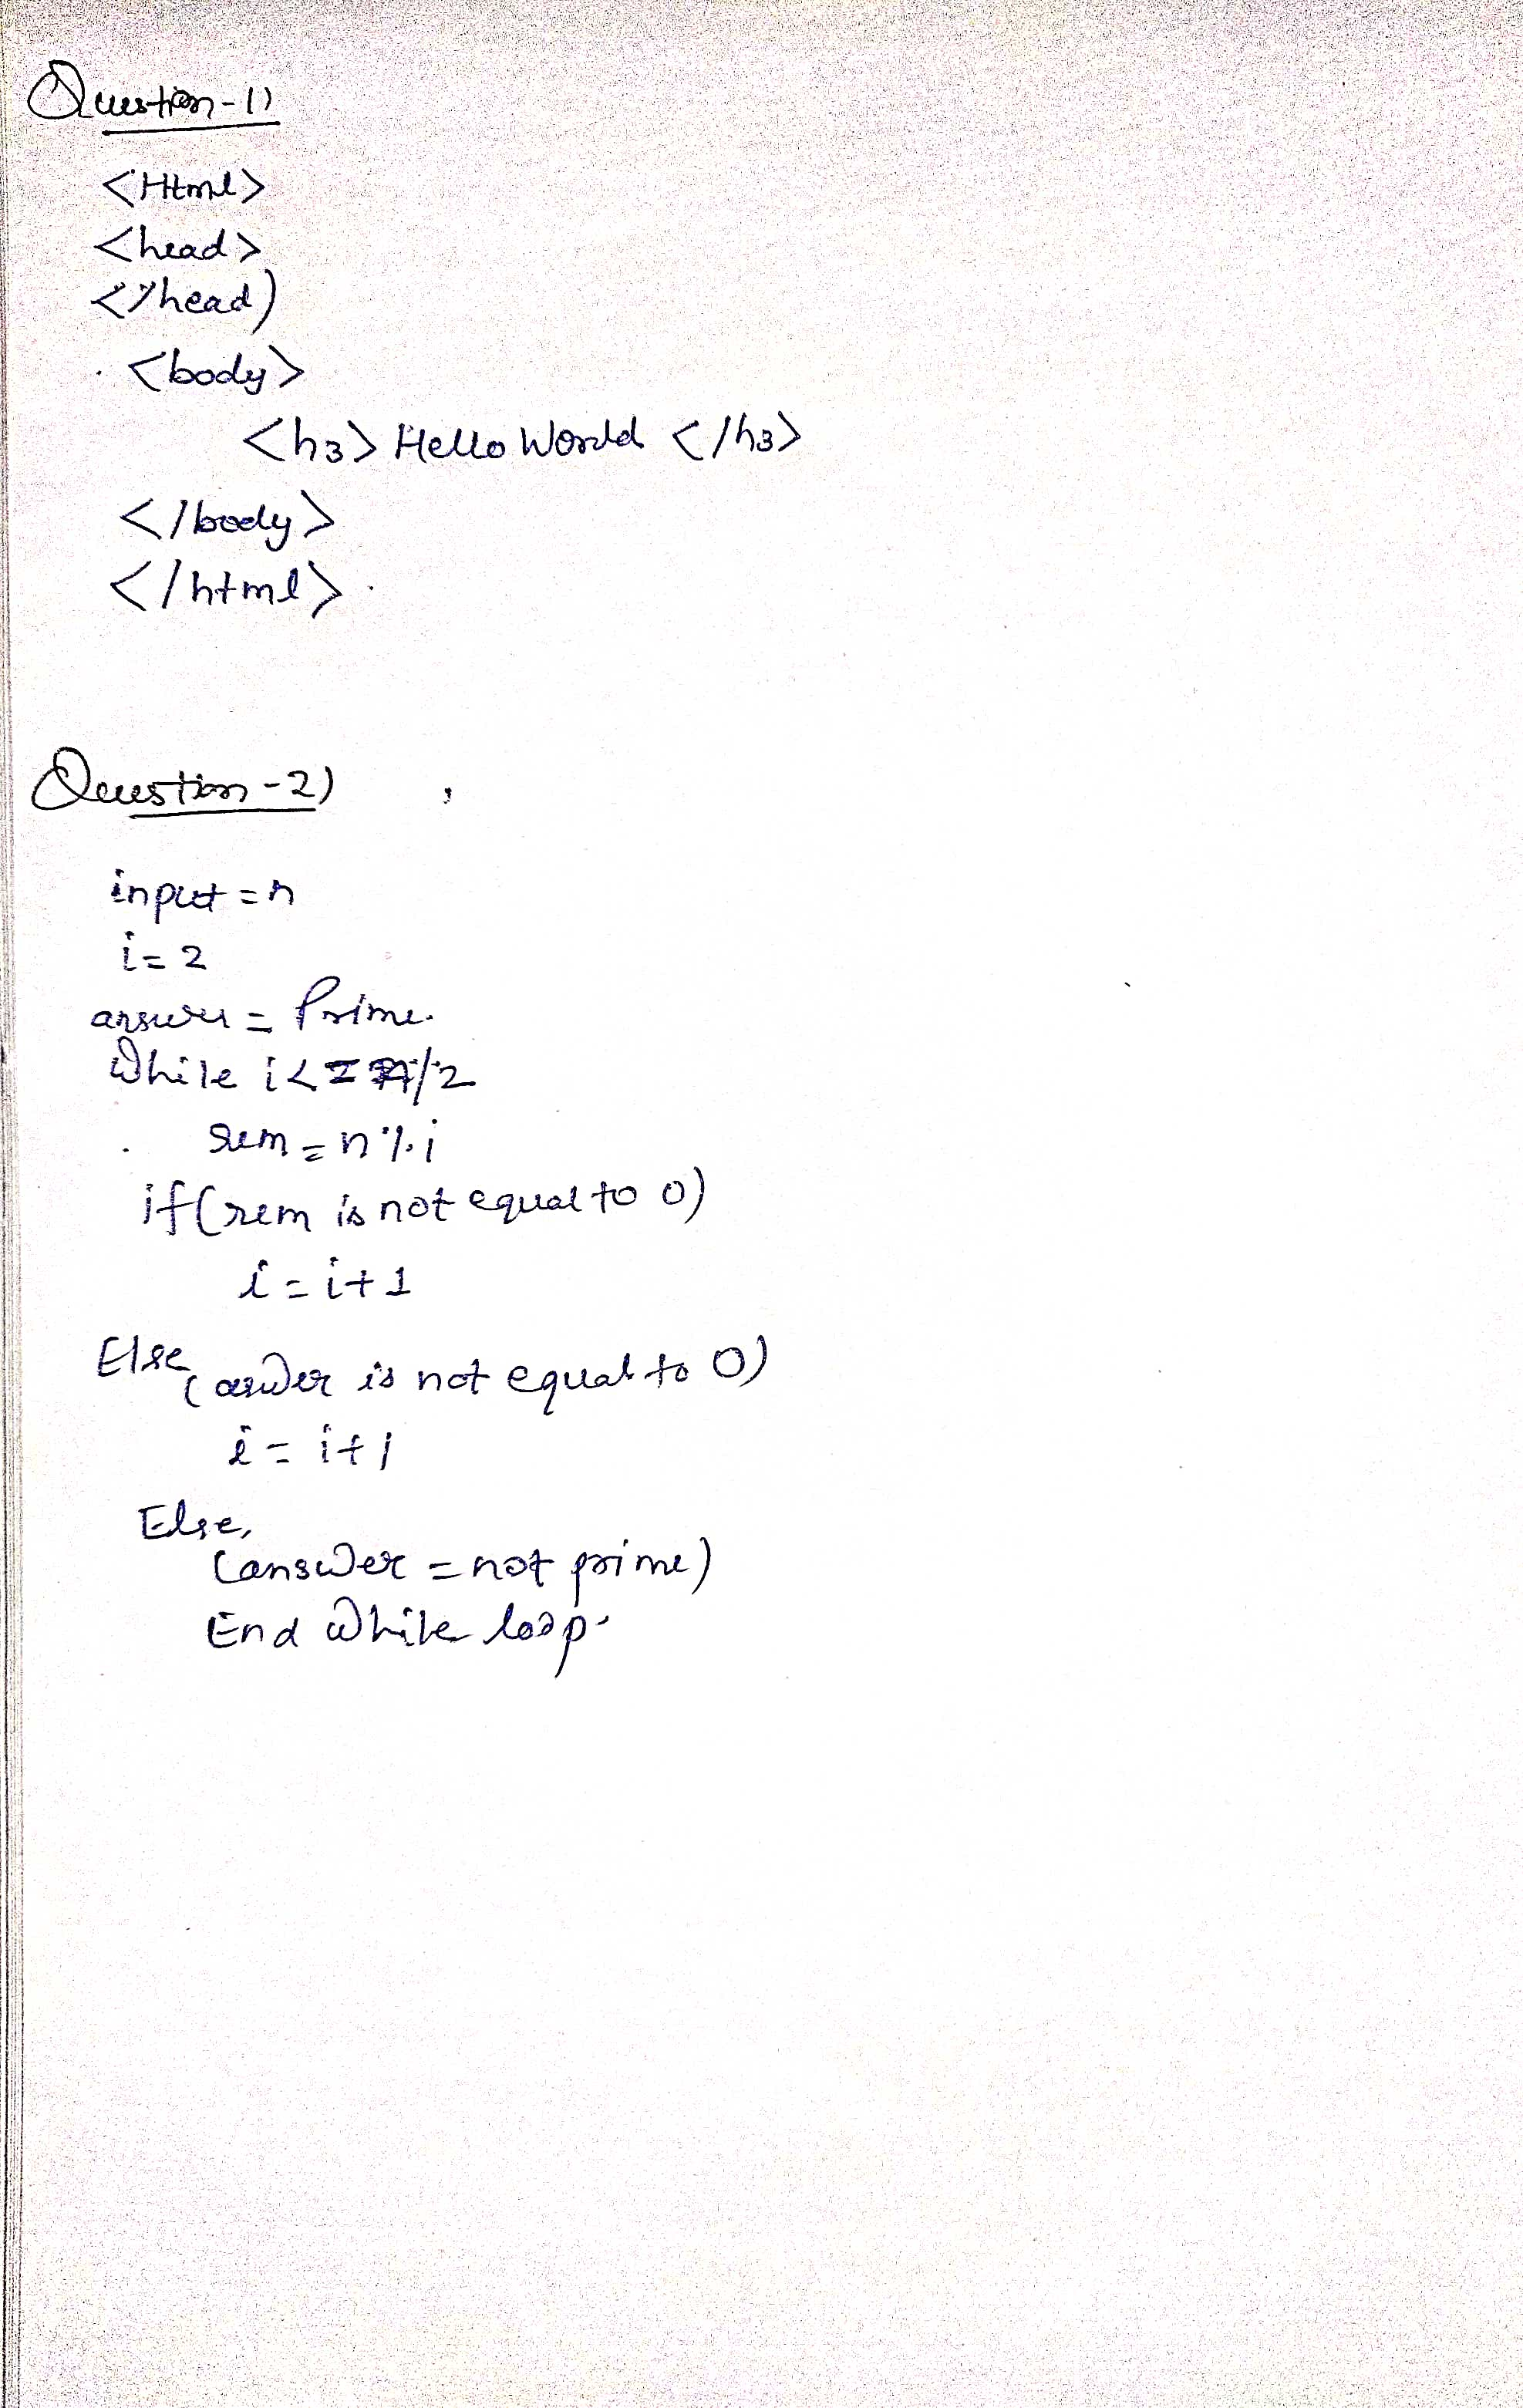 Question-1)
<Html>
<head>
</head)
<body>
<h3> Hello World </h3>
</body>
</html>
Question-2)
input = n
i = 2
answer = Prime.
While i <= n/2
rem = n % i
if (rem is not equal to 0)
i = i+1
Else
(answer is not equal to 0)
i = i+1
Else,
(answer = not prime)
End While loop.